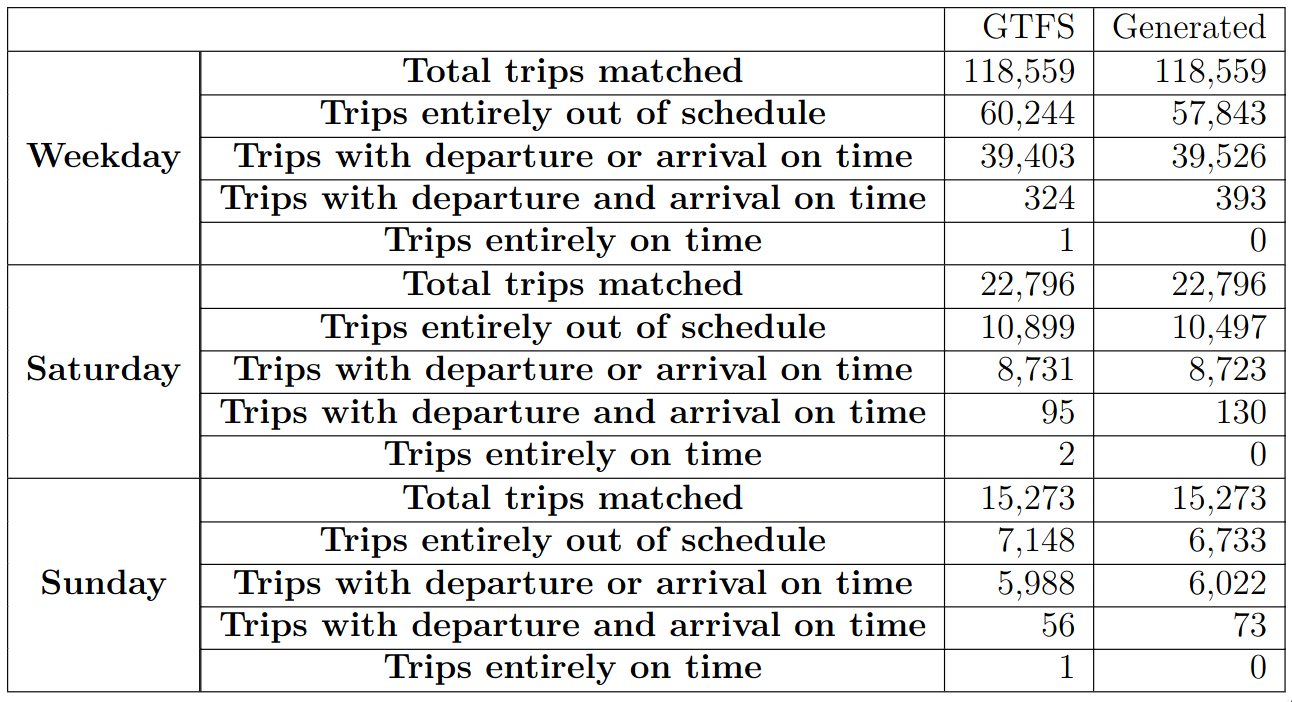 GTFS Generated
Total trips matched 118,559 118,559
Trips entirely out of schedule 60,244 57,843
Weekday Trips with departure or arrival on time 39,403 39,526
Trips with departure and arrival on time 324 393
Trips entirely on time 1 0
Total trips matched 22,796 22,796
Trips entirely out of schedule 10,899 10,497
Saturday Trips with departure or arrival on time 8,731 8,723
Trips with departure and arrival on time 95 130
Trips entirely on time 2 0
Total trips matched 15,273 15,273
Trips entirely out of schedule 7,148 6,733
Sunday Trips with departure or arrival on time 5,988 6,022
Trips with departure and arrival on time 56 73
Trips entirely on time 1 0